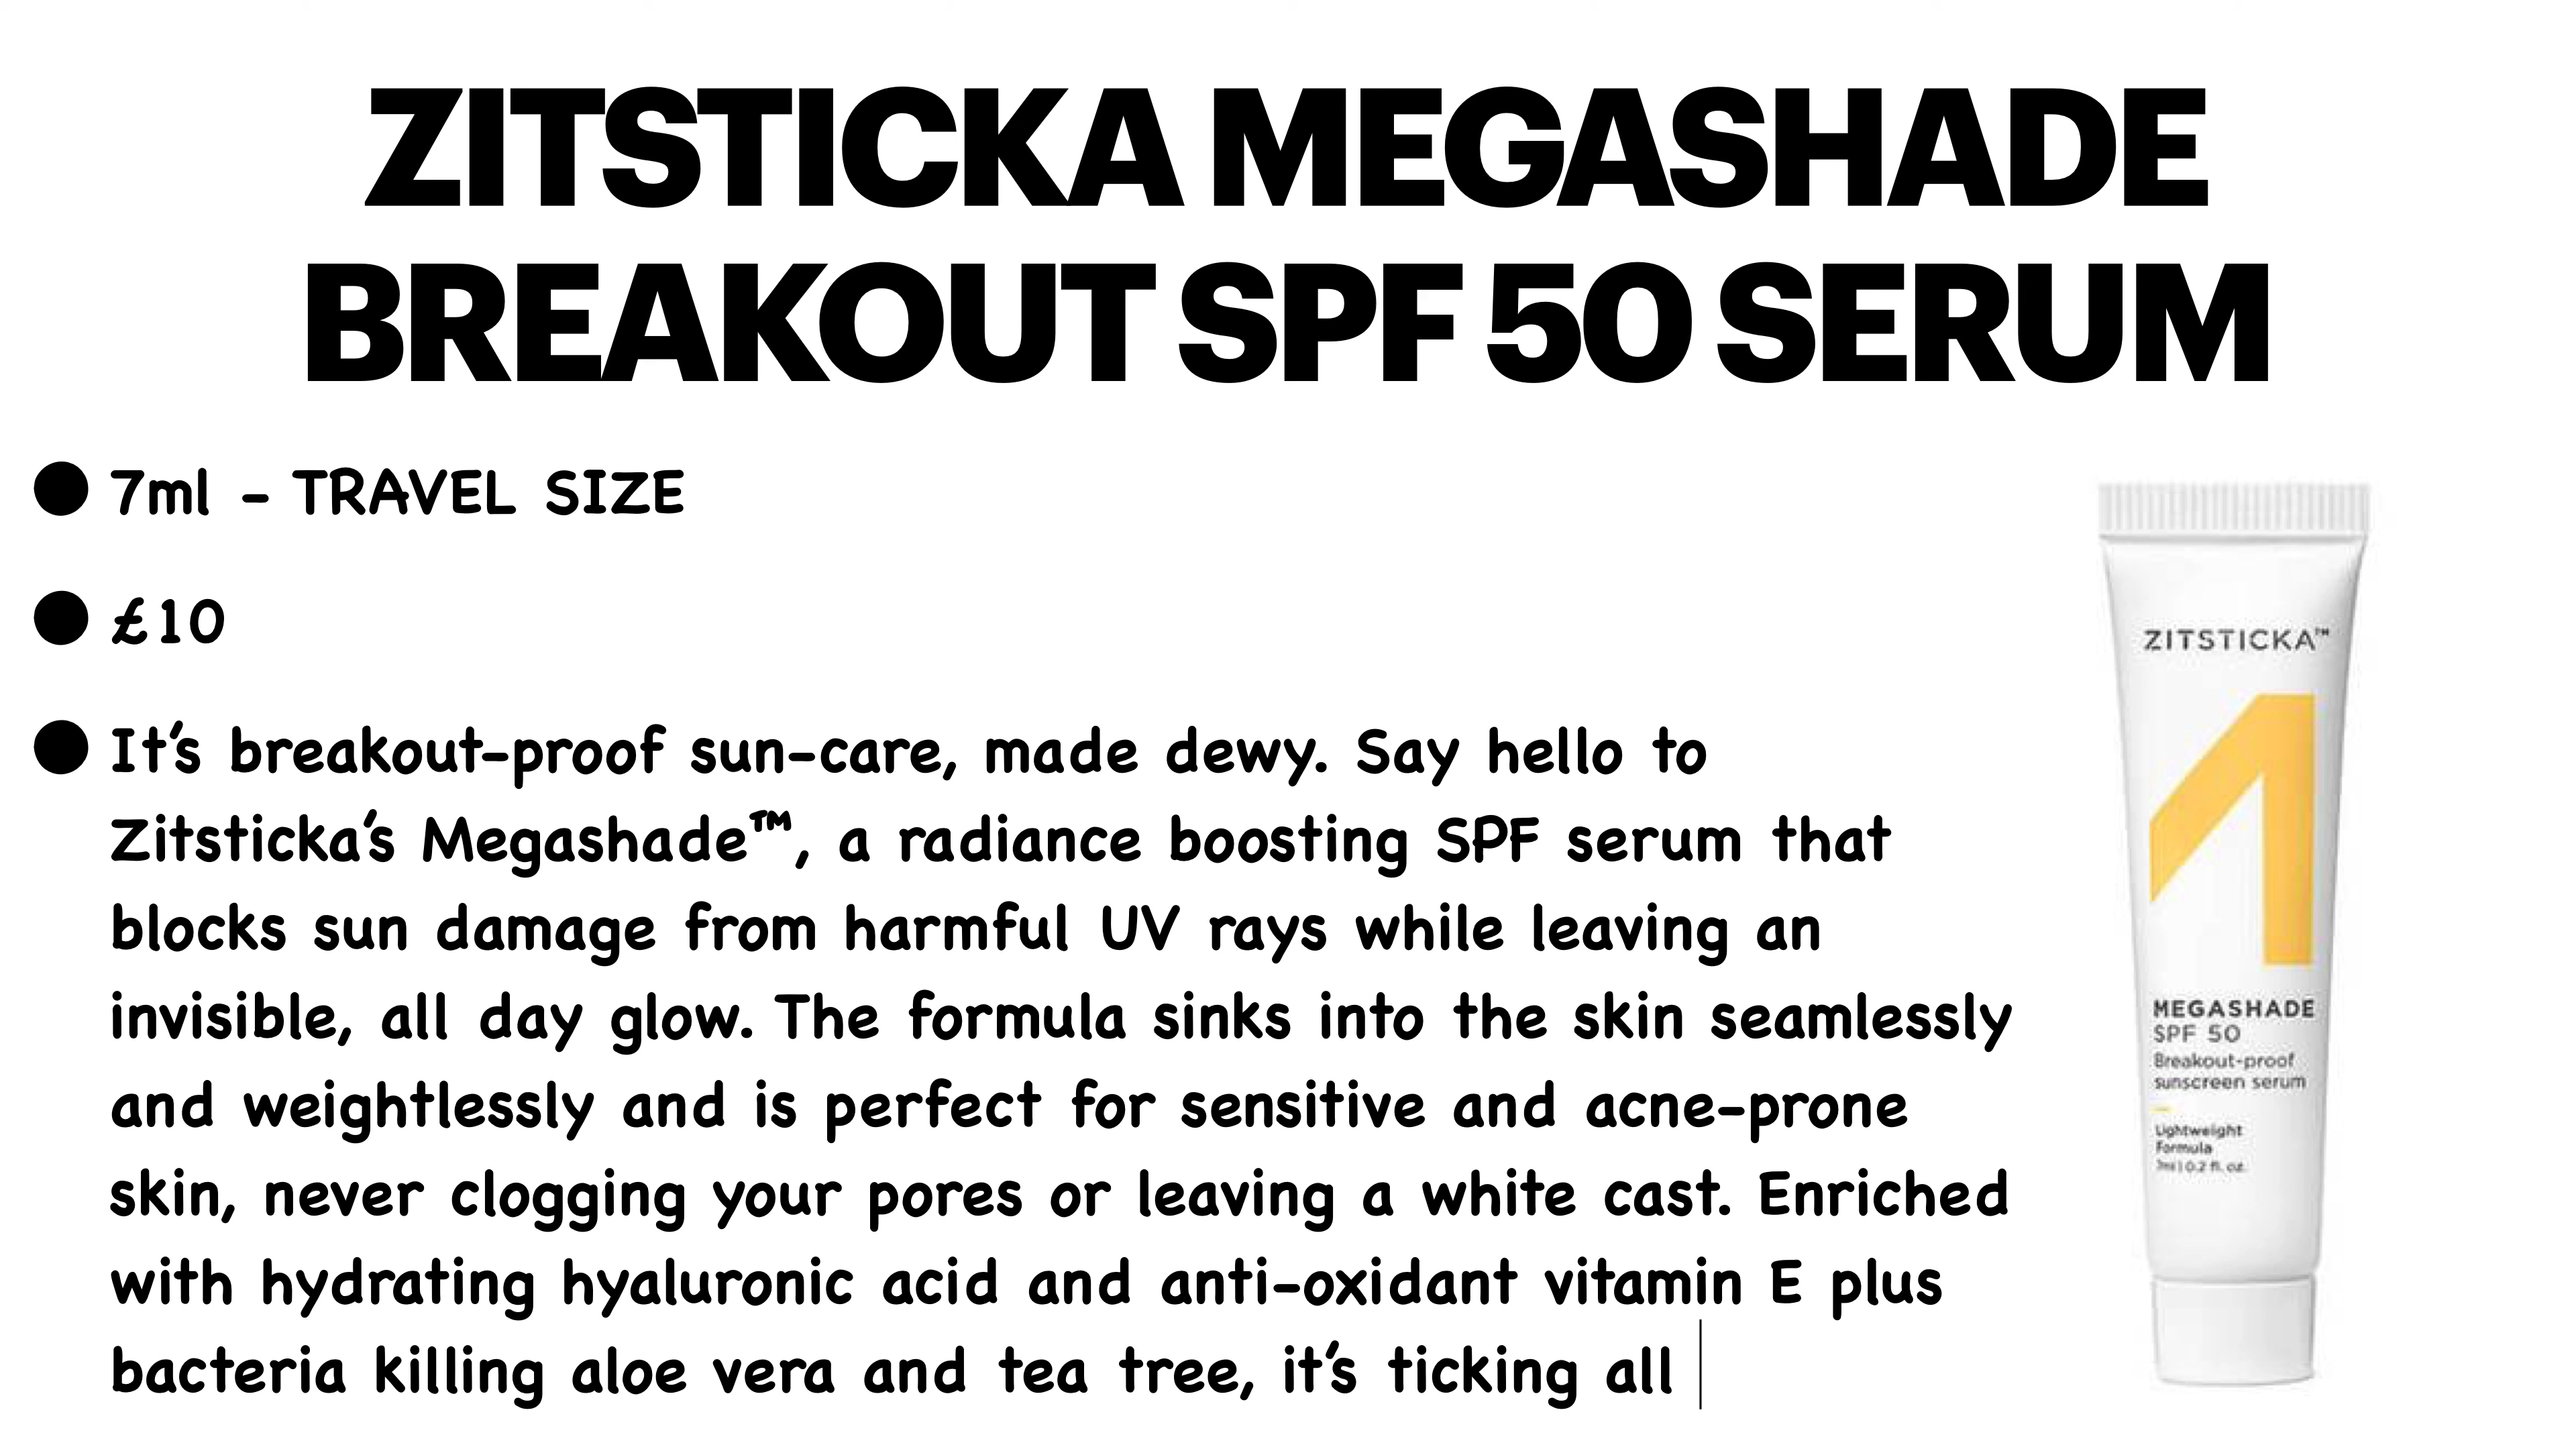 ZITSTICKA MEGASHADE
BREAKOUT SPF 50 SERUM
● 7ml - TRAVEL SIZE
● £10
● It's breakout-proof sun-care, made dewy. Say hello to
Zitsticka's Megashade™, a radiance boosting SPF serum that
blocks sun damage from harmful UV rays while leaving an
invisible, all day glow. The formula sinks into the skin seamlessly
and weightlessly and is perfect for sensitive and acne-prone
skin, never clogging your pores or leaving a white cast. Enriched
with hydrating hyaluronic acid and anti-oxidant vitamin E plus
bacteria killing aloe vera and tea tree, it's ticking all
ZITSTICKA™
MEGASHADE
SPF 50
Breakout-proof
sunscreen serum
Lightweight
Formula
7ml | 0.2 fl. oz.